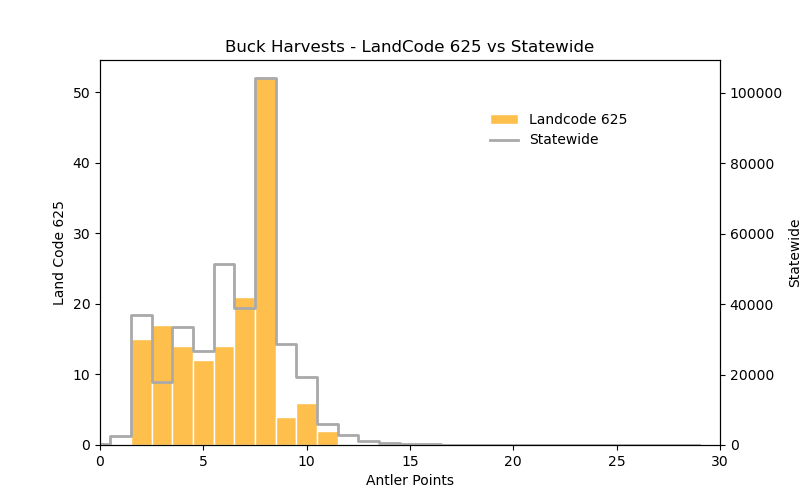 Buck Harvests - LandCode 625 vs Statewide
50
40
30
20
10
0
Land Code 625
Landcode 625
Statewide
100000
80000
60000
40000
20000
0
Statewide
0 5 10 15 20 25 30
Antler Points